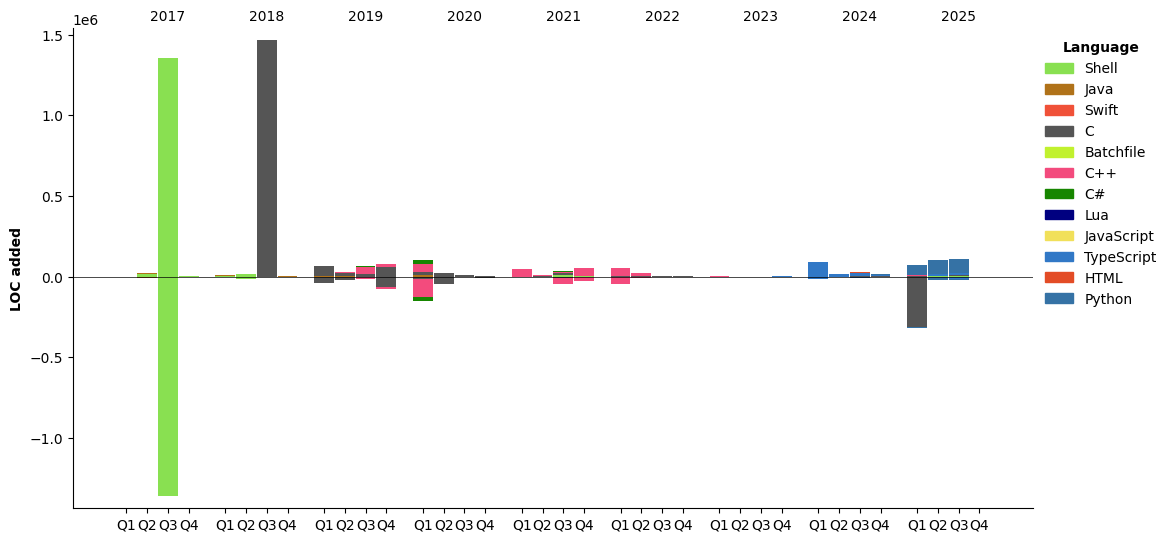 1e6
2017 2018 2019 2020 2021 2022 2023 2024 2025
1.5
1.0
0.5
0.0
−0.5
−1.0
LOC added
Q1 Q2 Q3 Q4 Q1 Q2 Q3 Q4 Q1 Q2 Q3 Q4 Q1 Q2 Q3 Q4 Q1 Q2 Q3 Q4 Q1 Q2 Q3 Q4 Q1 Q2 Q3 Q4 Q1 Q2 Q3 Q4 Q1 Q2 Q3 Q4
Language
Shell
Java
Swift
C
Batchfile
C++
C#
Lua
JavaScript
TypeScript
HTML
Python